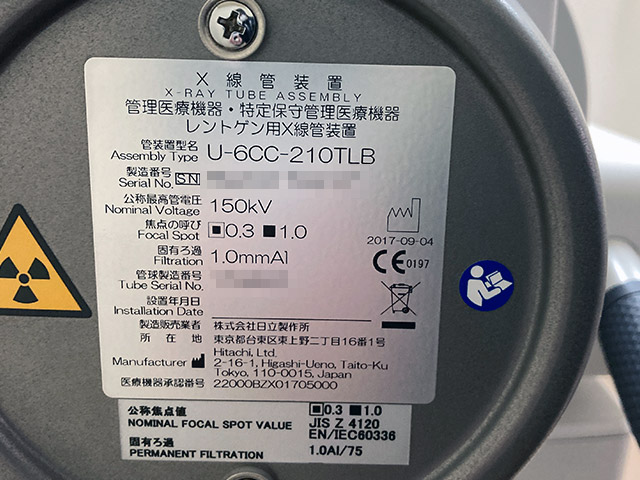 X線管装置
X-RAY TUBE ASSEMBLY
管理医療機器・特定保守管理医療機器
レントゲン用X線管装置
管装置型名
Assembly Type U-6CC-210TLB
製造番号
Serial No. SN
公称最高管電圧
Nominal Voltage 150kV
焦点の呼び
Focal Spot 0.3 1.0
固有ろ過
Filtration 1.0mmAl
管球製造番号
Tube Serial No.
2017-09-04
CE 0197
設置年月日
Installation Date
製造販売業者 株式会社日立製作所
所在地 東京都台東区東上野二丁目16番1号
Manufacturer Hitachi, Ltd.
2-16-1, Higashi-Ueno, Taito-Ku
Tokyo, 110-0015, Japan
医療機器承認番号 22000BZX01705000
公称焦点値
NOMINAL FOCAL SPOT VALUE
0.3 1.0
JIS Z 4120
EN/IEC60336
固有ろ過
PERMANENT FILTRATION 1.0Al/75